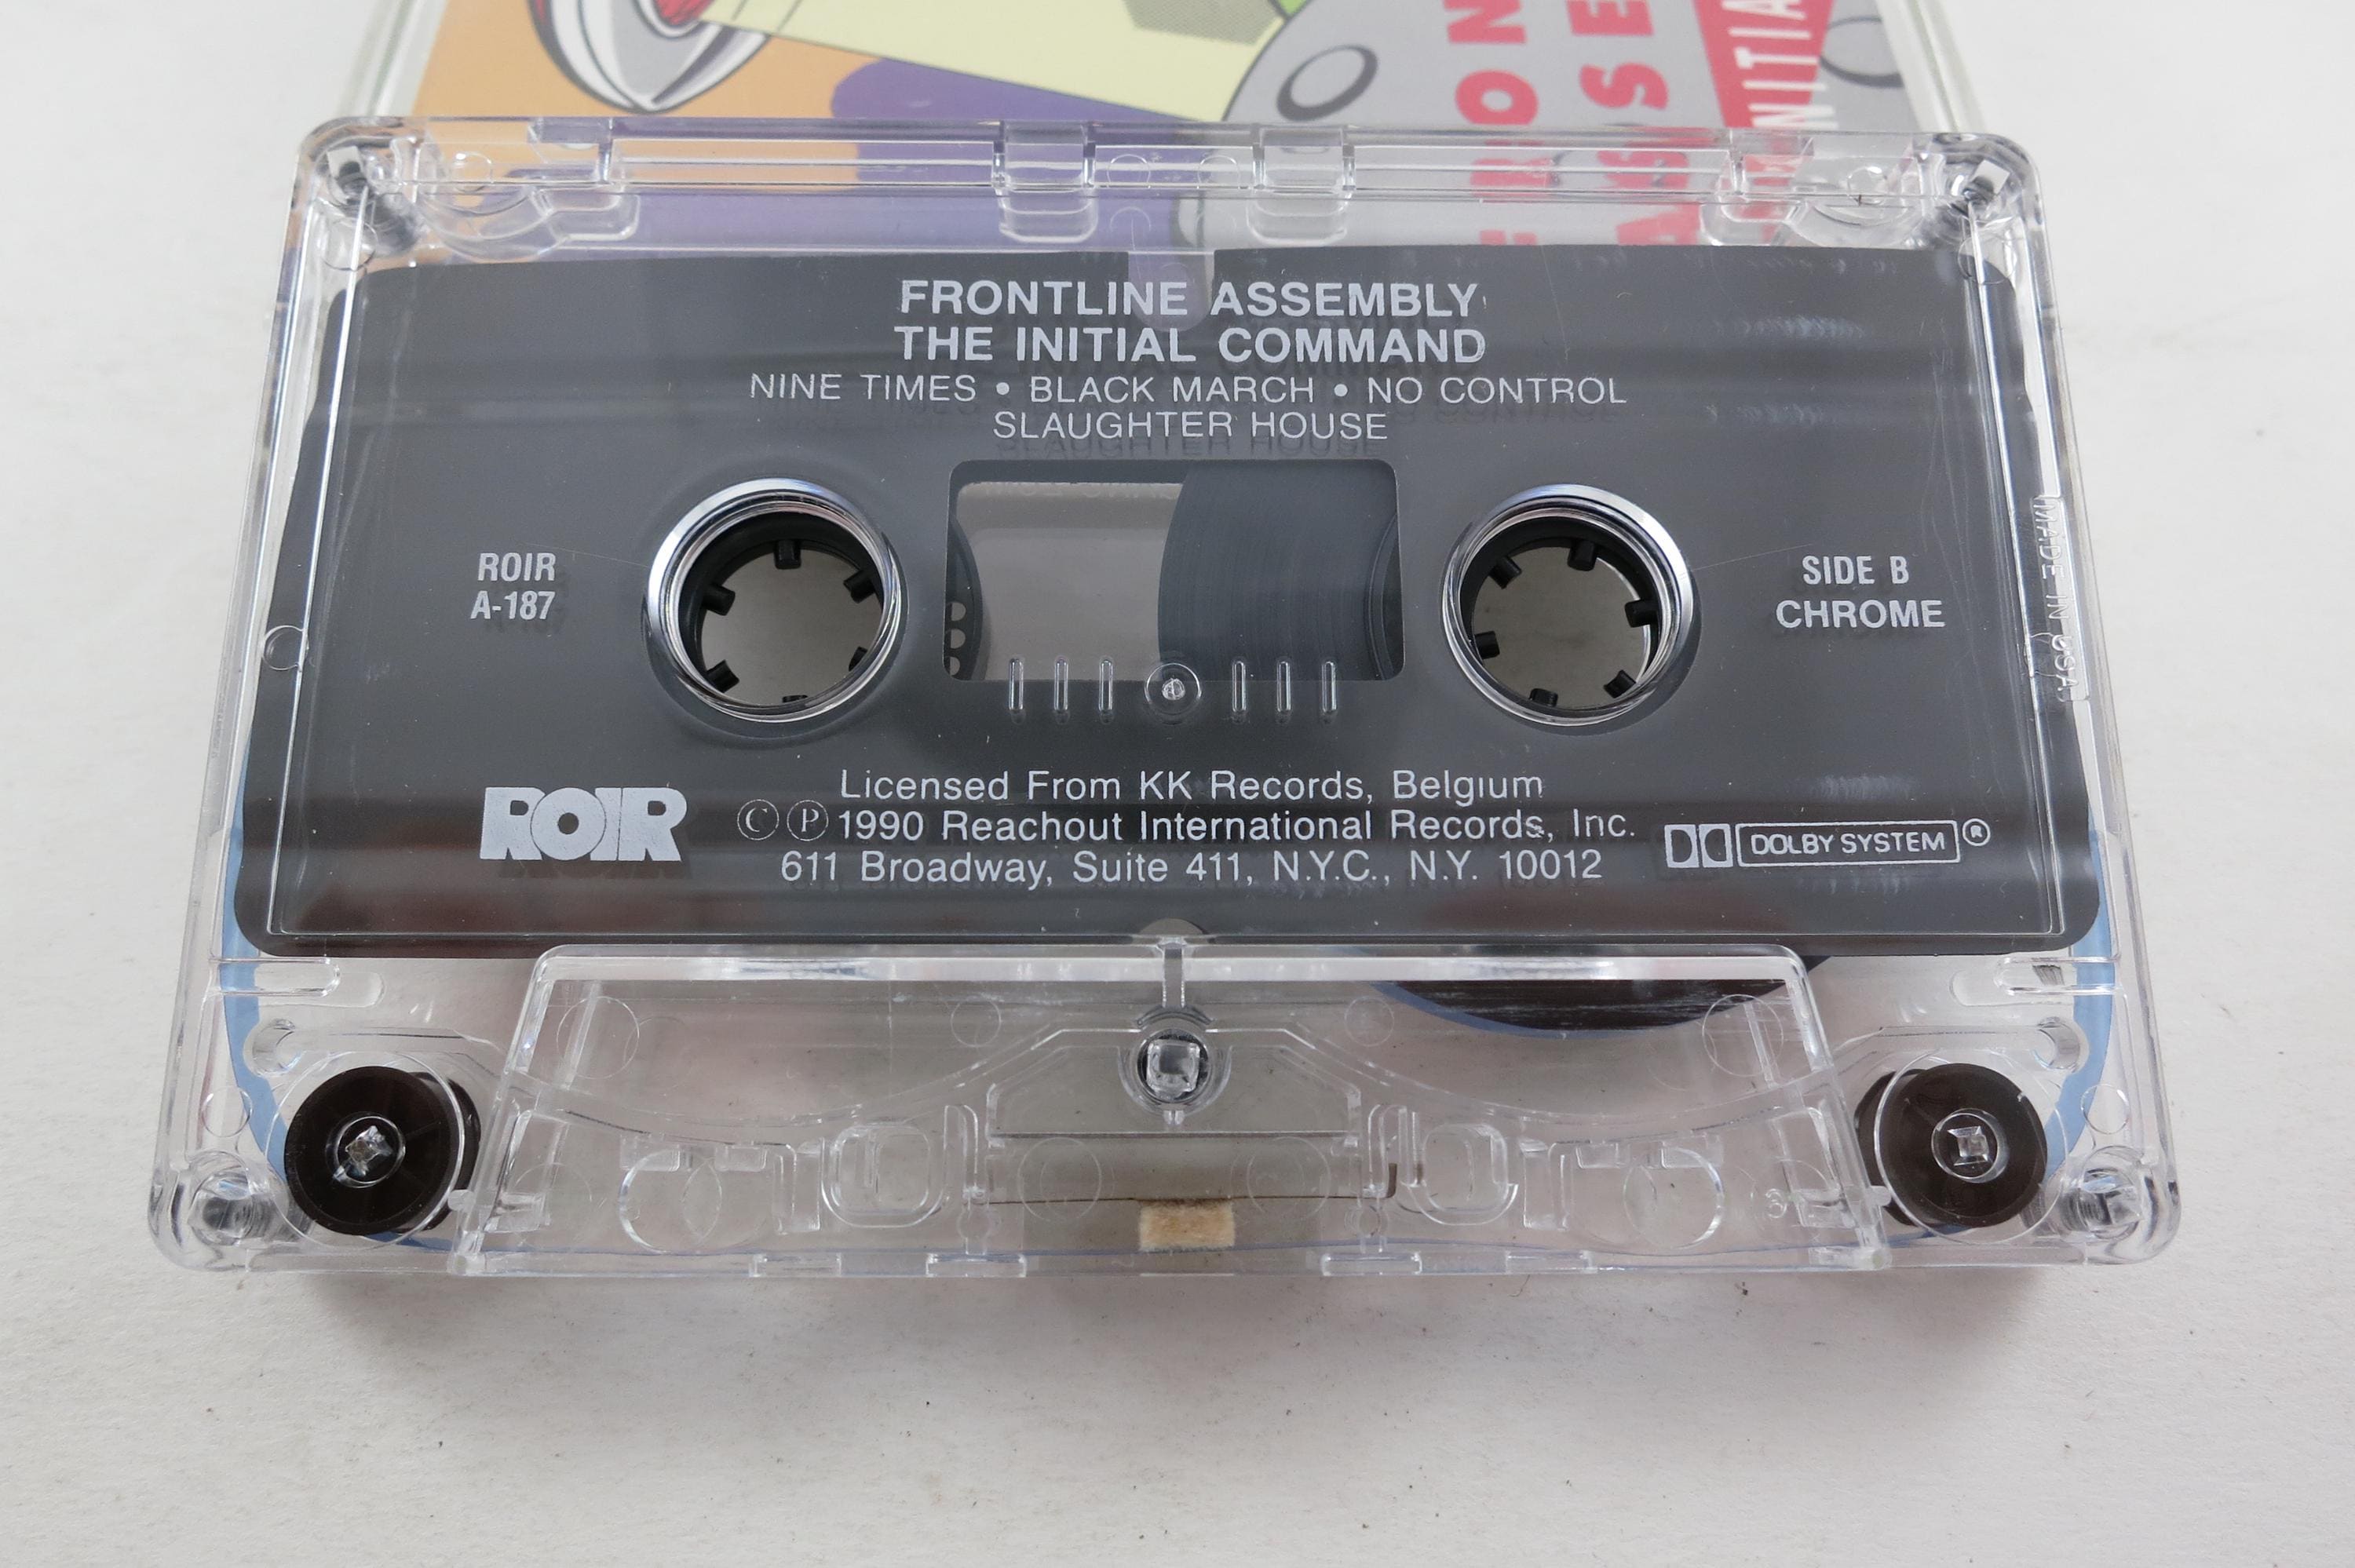 NITIA
FRONTLINE ASSEMBLY
THE INITIAL COMMAND
NINE TIMES • BLACK MARCH • NO CONTROL
SLAUGHTER HOUSE
ROIR
A-187
SIDE B
CHROME
MADE IN USA
ROIR
Licensed From KK Records, Belgium
© ℗ 1990 Reachout International Records, Inc.
611 Broadway, Suite 411, N.Y.C., N.Y. 10012
DOLBY SYSTEM ®